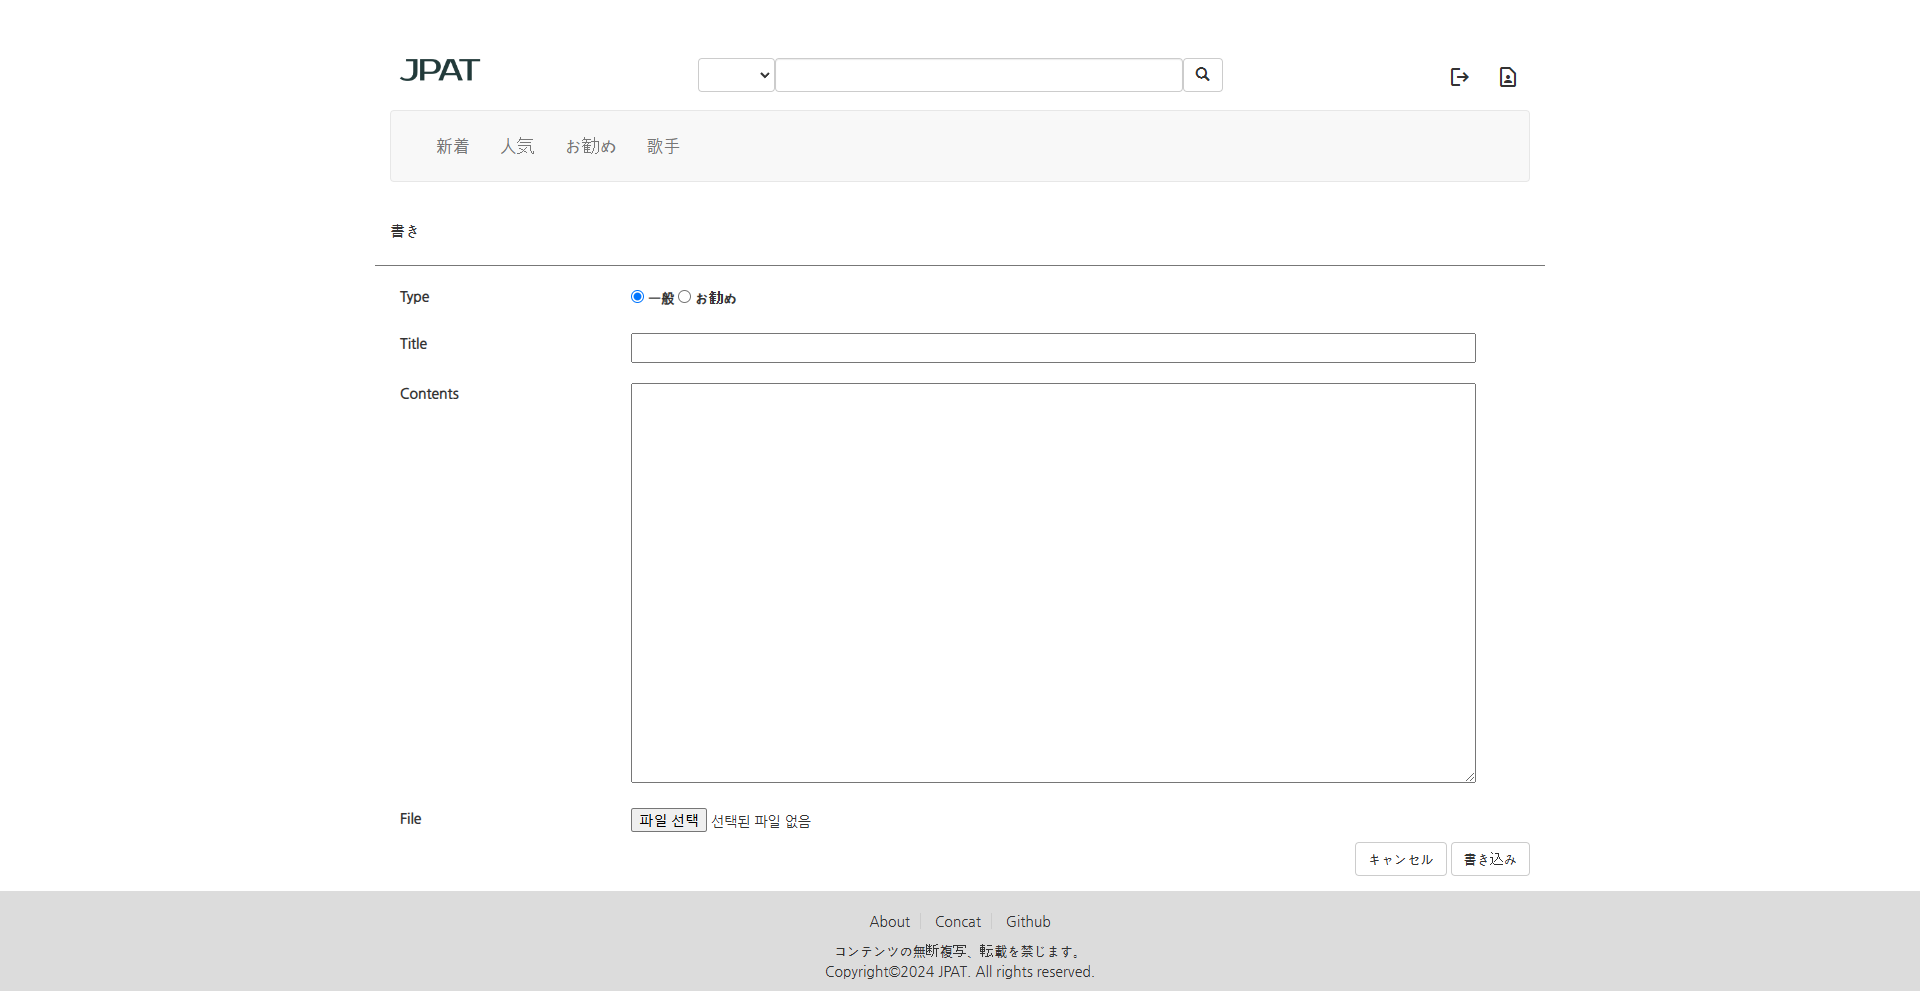 JPAT
新着 人気 お勧め 歌手
書き
Type 一般 お勧め
Title
Contents
File 파일 선택 선택된 파일 없음
キャンセル 書き込み
About Concat Github
コンテンツの無断複写、転載を禁じます。
Copyright©2024 JPAT. All rights reserved.